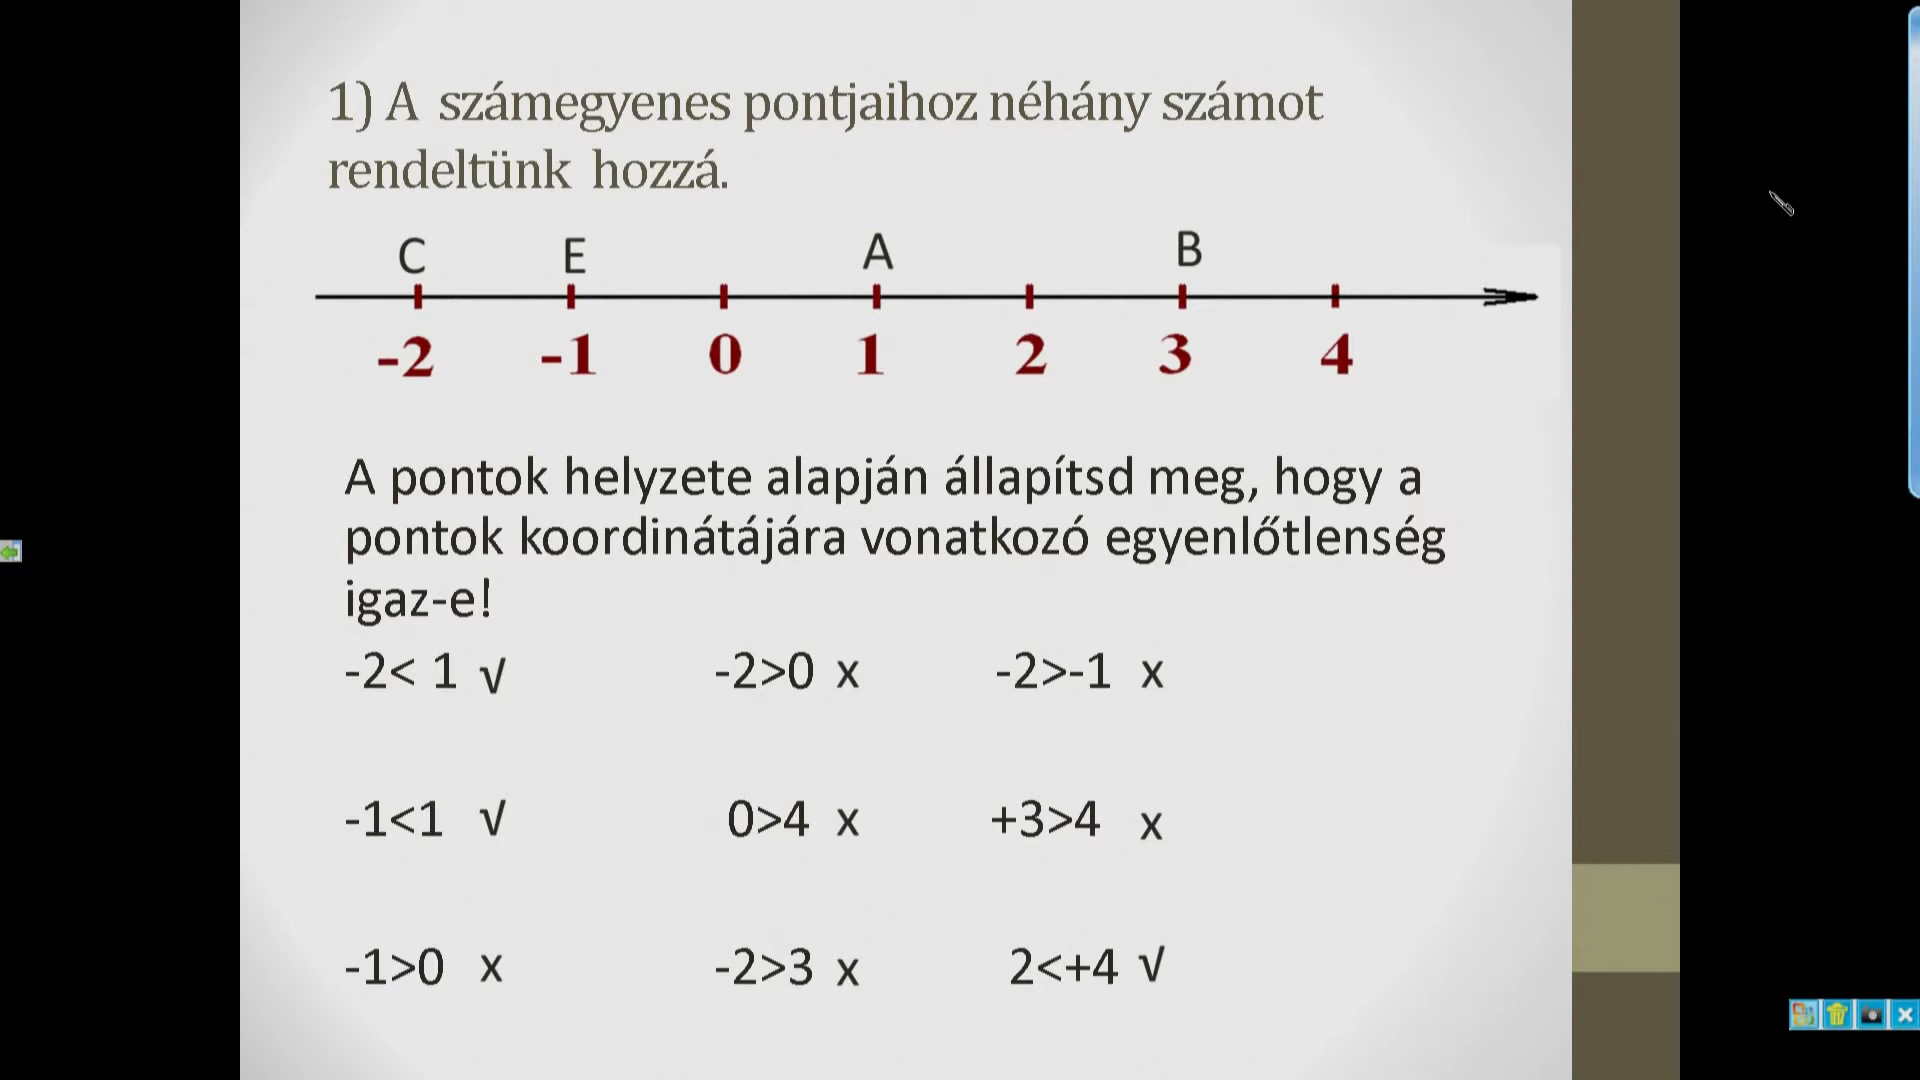 1) A számegyenes pontjaihoz néhány számot
rendeltünk hozzá.
C E A B
-2 -1 0 1 2 3 4
A pontok helyzete alapján állapítsd meg, hogy a
pontok koordinátájára vonatkozó egyenlőtlenség
igaz-e!
-2< 1 √ -2>0 x -2>-1 x
-1<1 √ 0>4 x +3>4 x
-1>0 x -2>3 x 2<+4 √